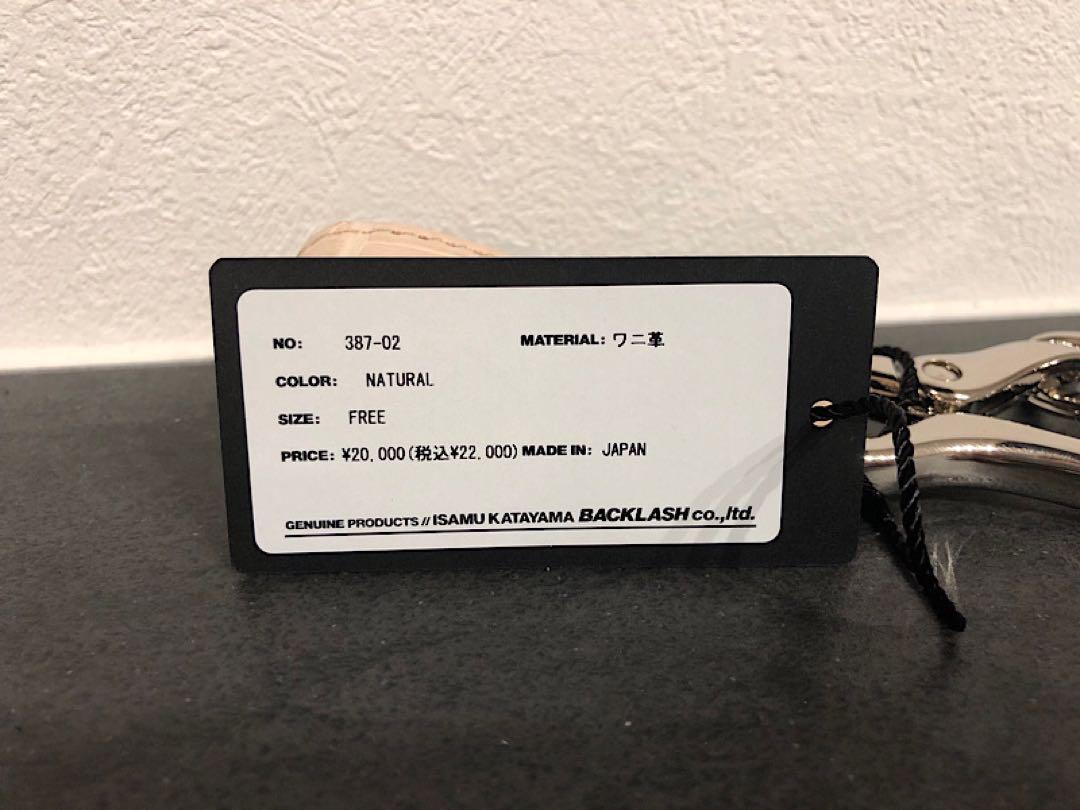 NO: 387-02 MATERIAL: ワニ革
COLOR: NATURAL
SIZE: FREE
PRICE: ¥20,000(税込¥22,000) MADE IN: JAPAN
GENUINE PRODUCTS // ISAMU KATAYAMA BACKLASH co.,ltd.